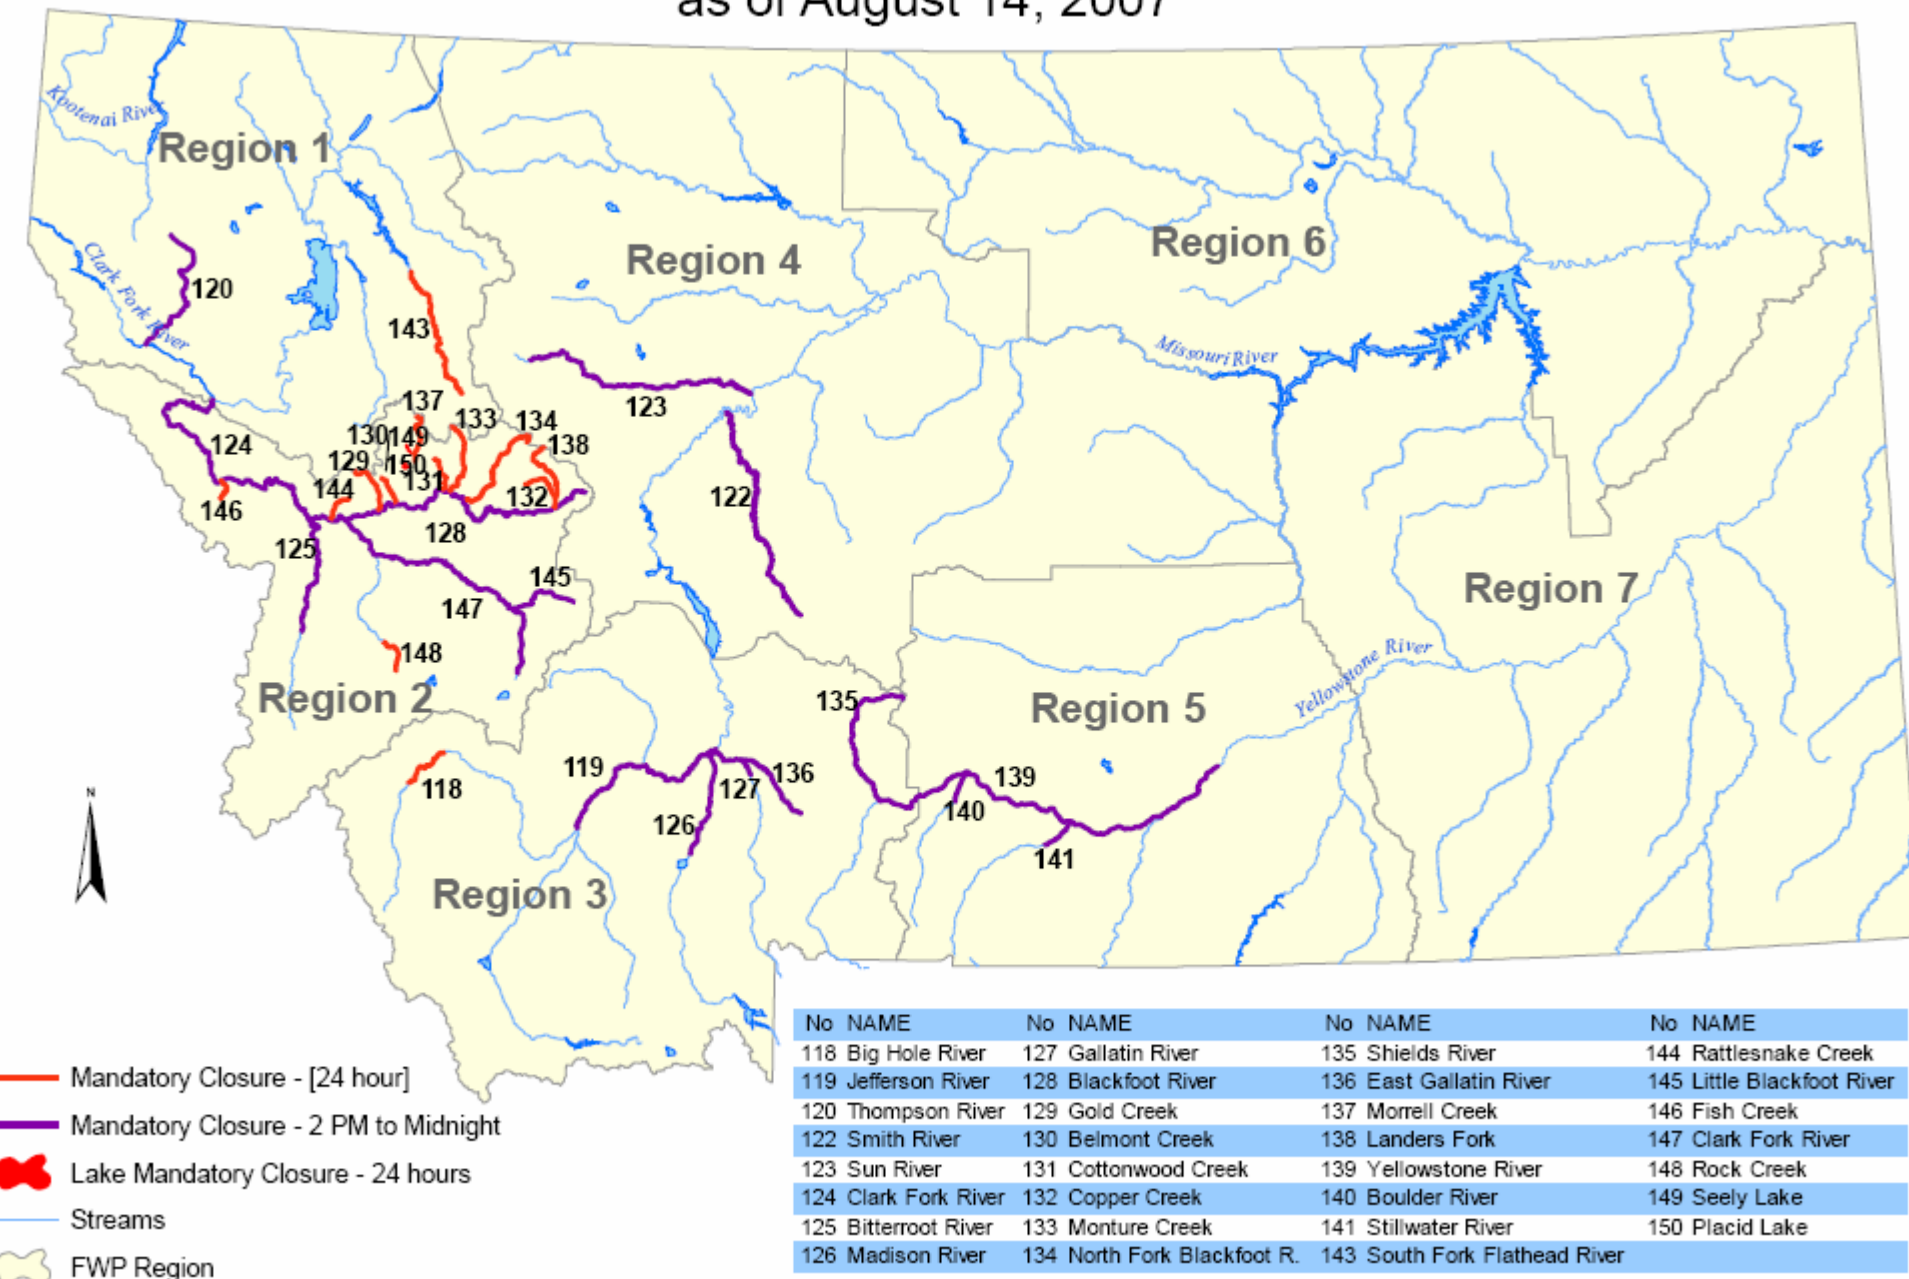 as of August 14, 2007
Kootenai River
Region 1
Clark Fork River
120
143
Region 4
Region 6
Missouri River
123
137
133
134
138
130
149
129
150
131
144
132
124
146
128
125
122
145
147
148
Region 2
Region 7
Yellowstone River
135
Region 5
118
119
136
127
126
139
140
141
Region 3
N
Mandatory Closure - [24 hour]
Mandatory Closure - 2 PM to Midnight
Lake Mandatory Closure - 24 hours
Streams
FWP Region
No NAME No NAME No NAME No NAME
118 Big Hole River 127 Gallatin River 135 Shields River 144 Rattlesnake Creek
119 Jefferson River 128 Blackfoot River 136 East Gallatin River 145 Little Blackfoot River
120 Thompson River 129 Gold Creek 137 Morrell Creek 146 Fish Creek
122 Smith River 130 Belmont Creek 138 Landers Fork 147 Clark Fork River
123 Sun River 131 Cottonwood Creek 139 Yellowstone River 148 Rock Creek
124 Clark Fork River 132 Copper Creek 140 Boulder River 149 Seely Lake
125 Bitterroot River 133 Monture Creek 141 Stillwater River 150 Placid Lake
126 Madison River 134 North Fork Blackfoot R. 143 South Fork Flathead River